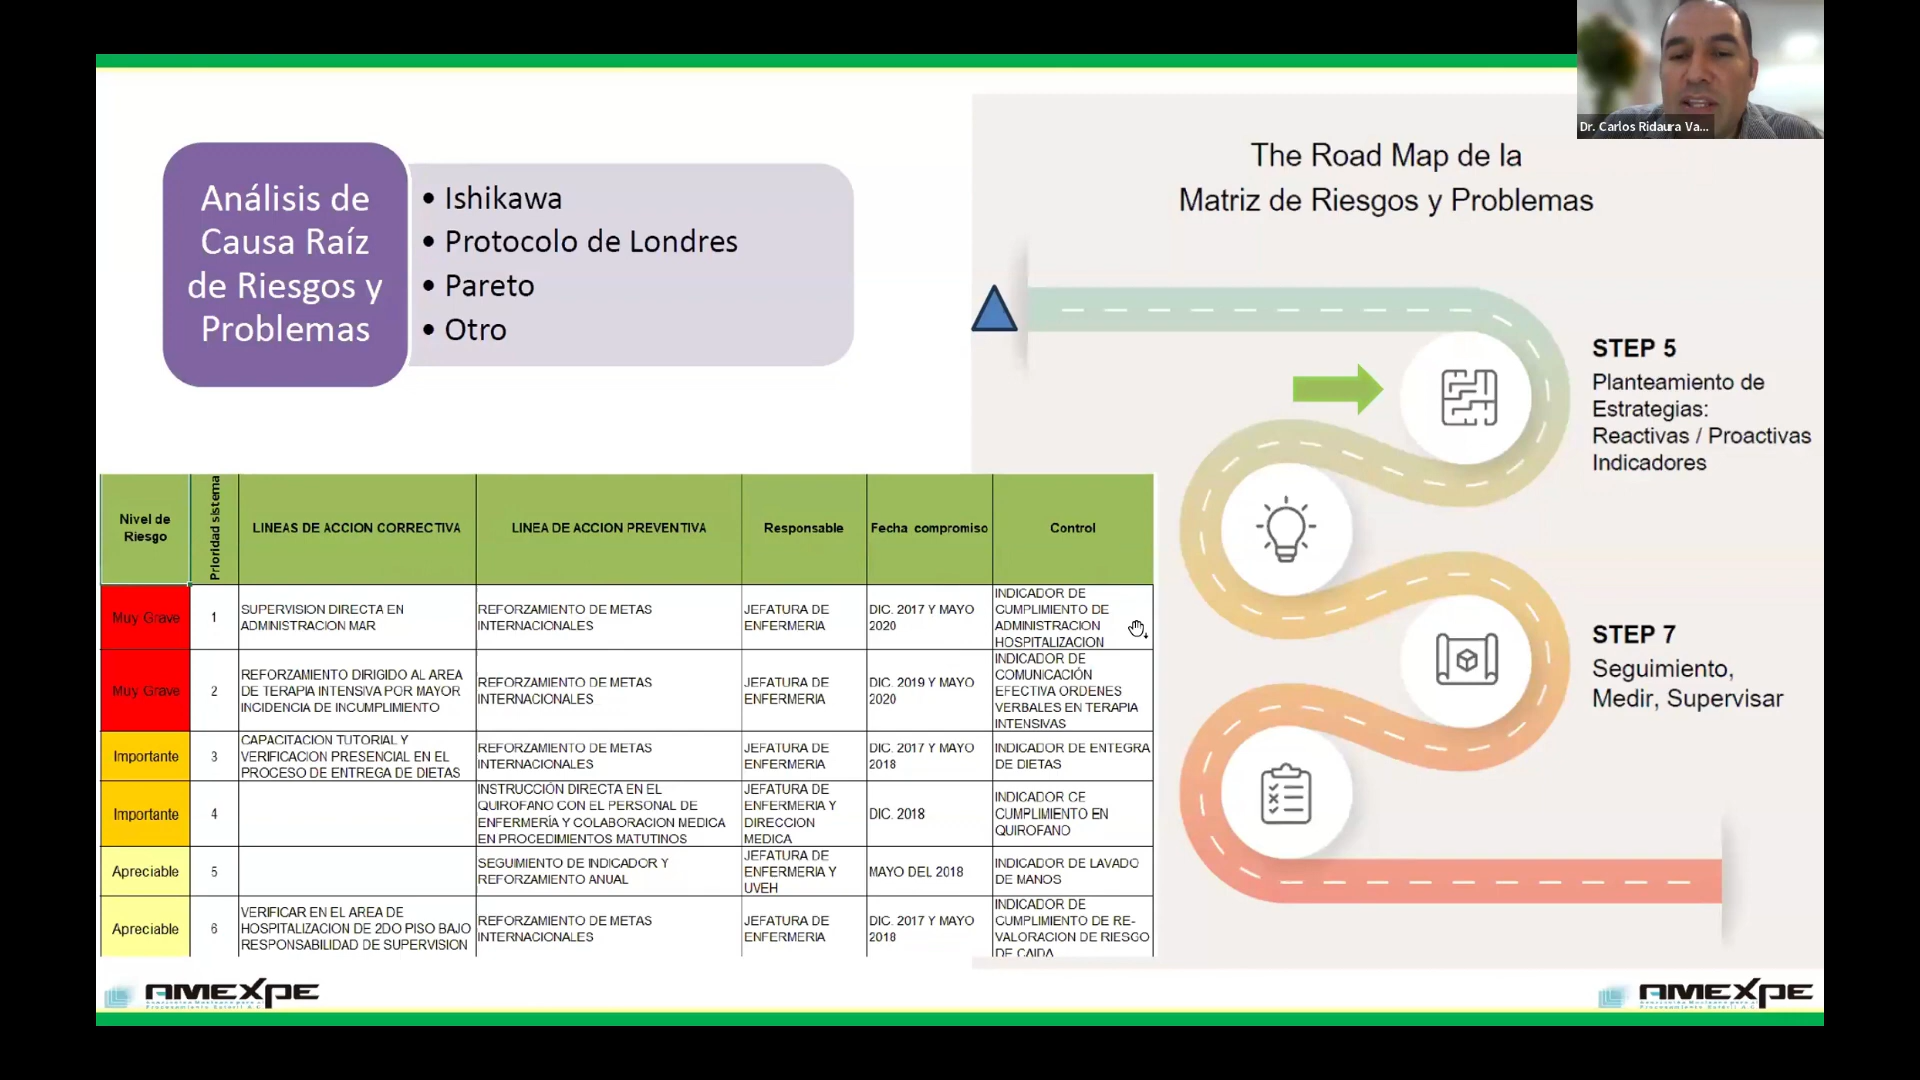 Dr. Carlos Ridaura Va...
Análisis de
Causa Raíz
de Riesgos y
Problemas
• Ishikawa
• Protocolo de Londres
• Pareto
• Otro
The Road Map de la
Matriz de Riesgos y Problemas
STEP 5
Planteamiento de
Estrategias:
Reactivas / Proactivas
Indicadores
STEP 7
Seguimiento,
Medir, Supervisar
Nivel de
Riesgo
Prioridad sistema
LINEAS DE ACCION CORRECTIVA
LINEA DE ACCION PREVENTIVA
Responsable
Fecha compromiso
Control
Muy Grave
1
SUPERVISION DIRECTA EN
ADMINISTRACION MAR
REFORZAMIENTO DE METAS
INTERNACIONALES
JEFATURA DE
ENFERMERIA
DIC. 2017 Y MAYO
2020
INDICADOR DE
CUMPLIMIENTO DE
ADMINISTRACION
HOSPITALIZACION
Muy Grave
2
REFORZAMIENTO DIRIGIDO AL AREA
DE TERAPIA INTENSIVA POR MAYOR
INCIDENCIA DE INCUMPLIMIENTO
REFORZAMIENTO DE METAS
INTERNACIONALES
JEFATURA DE
ENFERMERIA
DIC. 2019 Y MAYO
2020
INDICADOR DE
COMUNICACIÓN
EFECTIVA ORDENES
VERBALES EN TERAPIA
INTENSIVAS
Importante
3
CAPACITACION TUTORIAL Y
VERIFICACION PRESENCIAL EN EL
PROCESO DE ENTREGA DE DIETAS
REFORZAMIENTO DE METAS
INTERNACIONALES
JEFATURA DE
ENFERMERIA
DIC. 2017 Y MAYO
2018
INDICADOR DE ENTEGRA
DE DIETAS
Importante
4
INSTRUCCIÓN DIRECTA EN EL
QUIROFANO CON EL PERSONAL DE
ENFERMERÍA Y COLABORACION MEDICA
EN PROCEDIMIENTOS MATUTINOS
JEFATURA DE
ENFERMERIA Y
DIRECCION
MEDICA
DIC. 2018
INDICADOR CE
CUMPLIMIENTO EN
QUIROFANO
Apreciable
5
SEGUIMIENTO DE INDICADOR Y
REFORZAMIENTO ANUAL
JEFATURA DE
ENFERMERIA Y
UVEH
MAYO DEL 2018
INDICADOR DE LAVADO
DE MANOS
Apreciable
6
VERIFICAR EN EL AREA DE
HOSPITALIZACION DE 2DO PISO BAJO
RESPONSABILIDAD DE SUPERVISION
REFORZAMIENTO DE METAS
INTERNACIONALES
JEFATURA DE
ENFERMERIA
DIC. 2017 Y MAYO
2018
INDICADOR DE
CUMPLIMIENTO DE RE-
VALORACION DE RIESGO
DE CAIDA
AMEXPE
AMEXPE